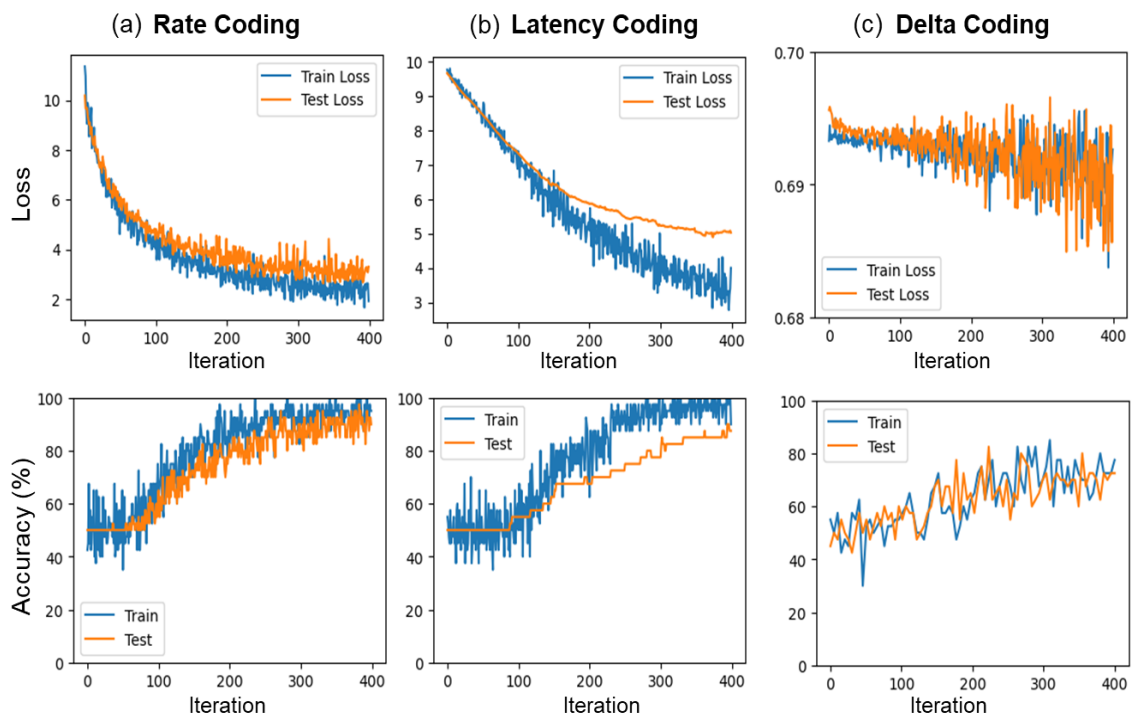 (a) Rate Coding
(b) Latency Coding
(c) Delta Coding
Loss
10
8
6
4
2
Train Loss
Test Loss
0 100 200 300 400
Iteration
10
9
8
7
6
5
4
3
Train Loss
Test Loss
0 100 200 300 400
Iteration
0.70
0.69
0.68
Train Loss
Test Loss
0 100 200 300 400
Iteration
Accuracy (%)
100
80
60
40
20
0
Train
Test
0 100 200 300 400
Iteration
100
80
60
40
20
0
Train
Test
0 100 200 300 400
Iteration
100
80
60
40
20
0
Train
Test
0 100 200 300 400
Iteration